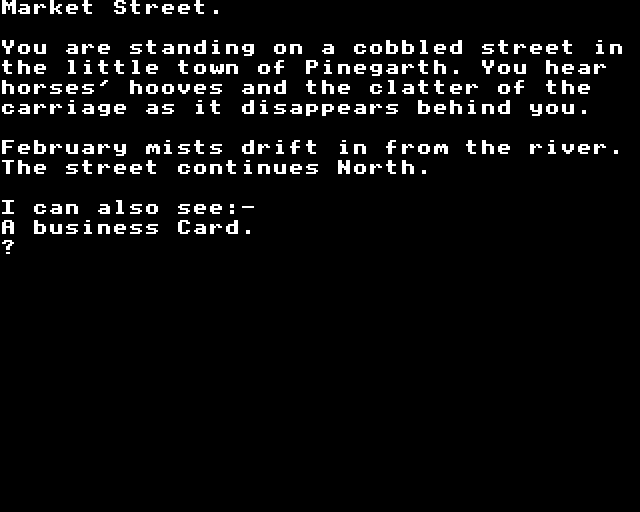 Market Street.
You are standing on a cobbled street in
the little town of Pinegarth. You hear
horses' hooves and the clatter of the
carriage as it disappears behind you.
February mists drift in from the river.
The street continues North.
I can also see:-
A business Card.
?